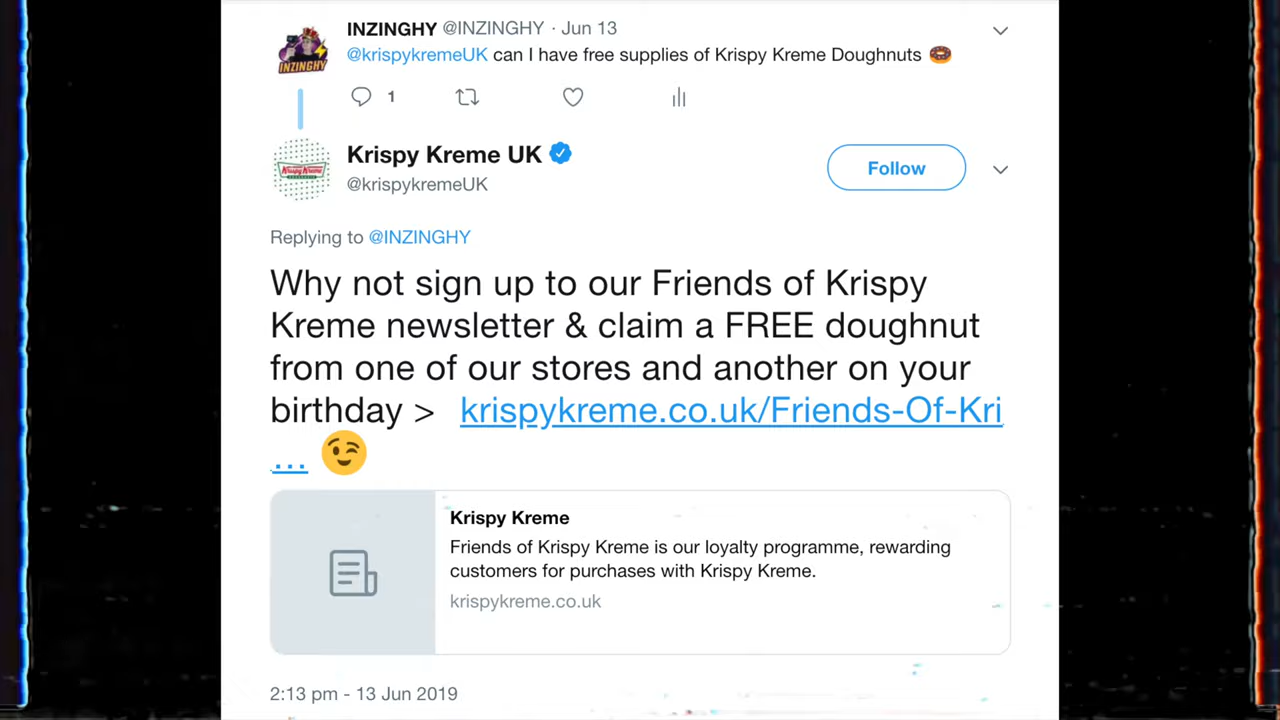 INZINGHY @INZINGHY · Jun 13
@krispykremeUK can I have free supplies of Krispy Kreme Doughnuts 🍩
INZINGHY
1
Krispy Kreme UK
@krispykremeUK
Follow
Krispy Kreme
Replying to @INZINGHY
Why not sign up to our Friends of Krispy
Kreme newsletter & claim a FREE doughnut
from one of our stores and another on your
birthday > krispykreme.co.uk/Friends-Of-Kri
... 😉
Krispy Kreme
Friends of Krispy Kreme is our loyalty programme, rewarding
customers for purchases with Krispy Kreme.
krispykreme.co.uk
2:13 pm - 13 Jun 2019